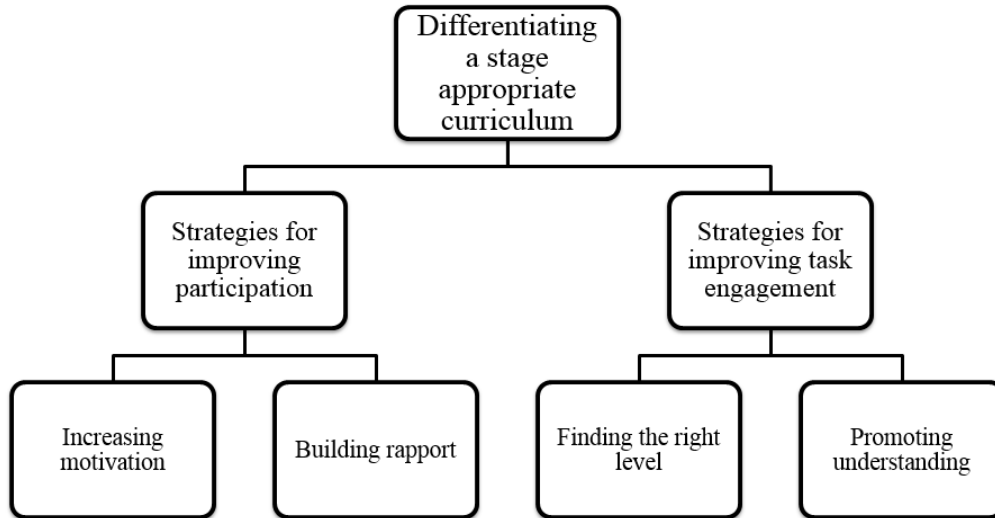 Differentiating
a stage
appropriate
curriculum
Strategies for
improving
participation
Strategies for
improving task
engagement
Increasing
motivation
Building rapport
Finding the right
level
Promoting
understanding